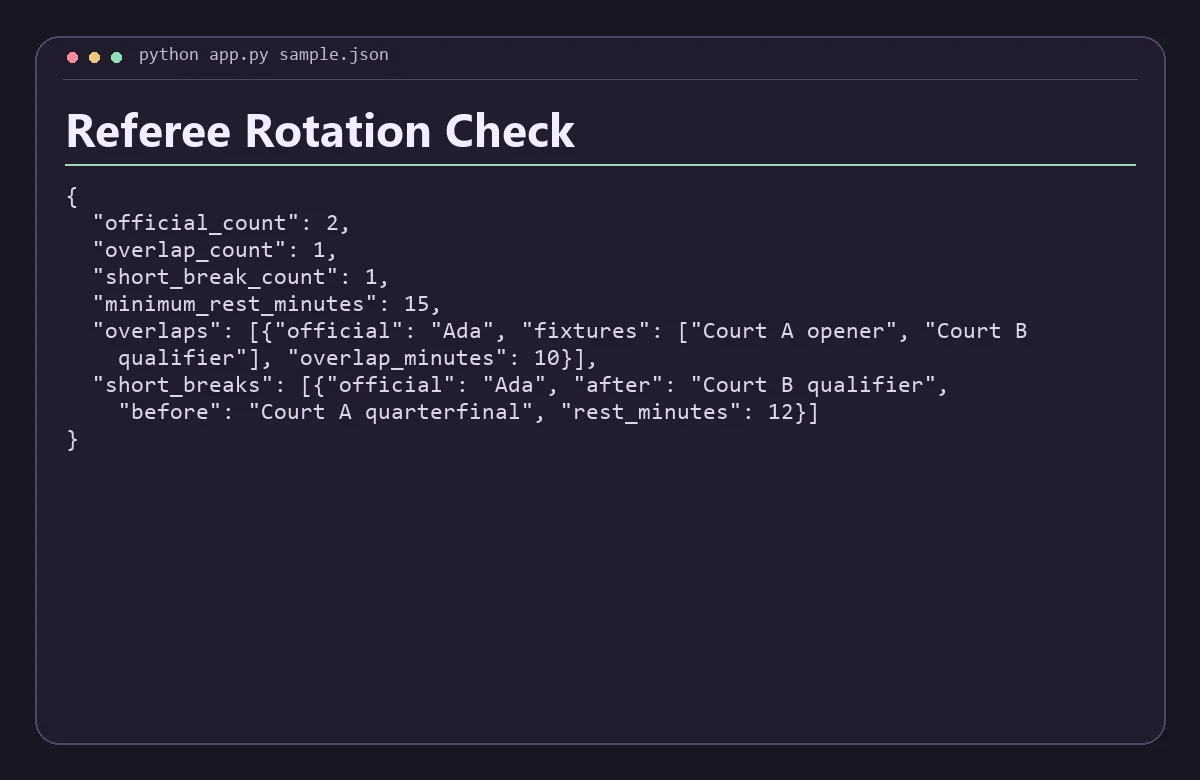 python app.py sample.json
Referee Rotation Check
{
  "official_count": 2,
  "overlap_count": 1,
  "short_break_count": 1,
  "minimum_rest_minutes": 15,
  "overlaps": [{"official": "Ada", "fixtures": ["Court A opener", "Court B
    qualifier"], "overlap_minutes": 10}],
  "short_breaks": [{"official": "Ada", "after": "Court B qualifier",
    "before": "Court A quarterfinal", "rest_minutes": 12}]
}